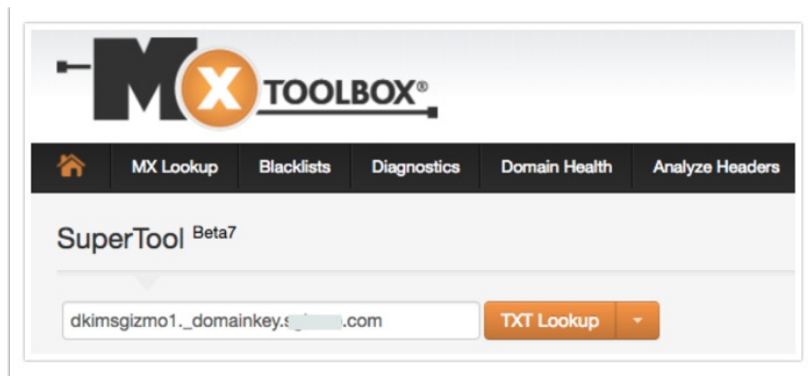 MX TOOLBOX®
MX Lookup Blacklists Diagnostics Domain Health Analyze Headers
SuperTool Beta7
dkimsgizmo1._domainkey.s .com TXT Lookup